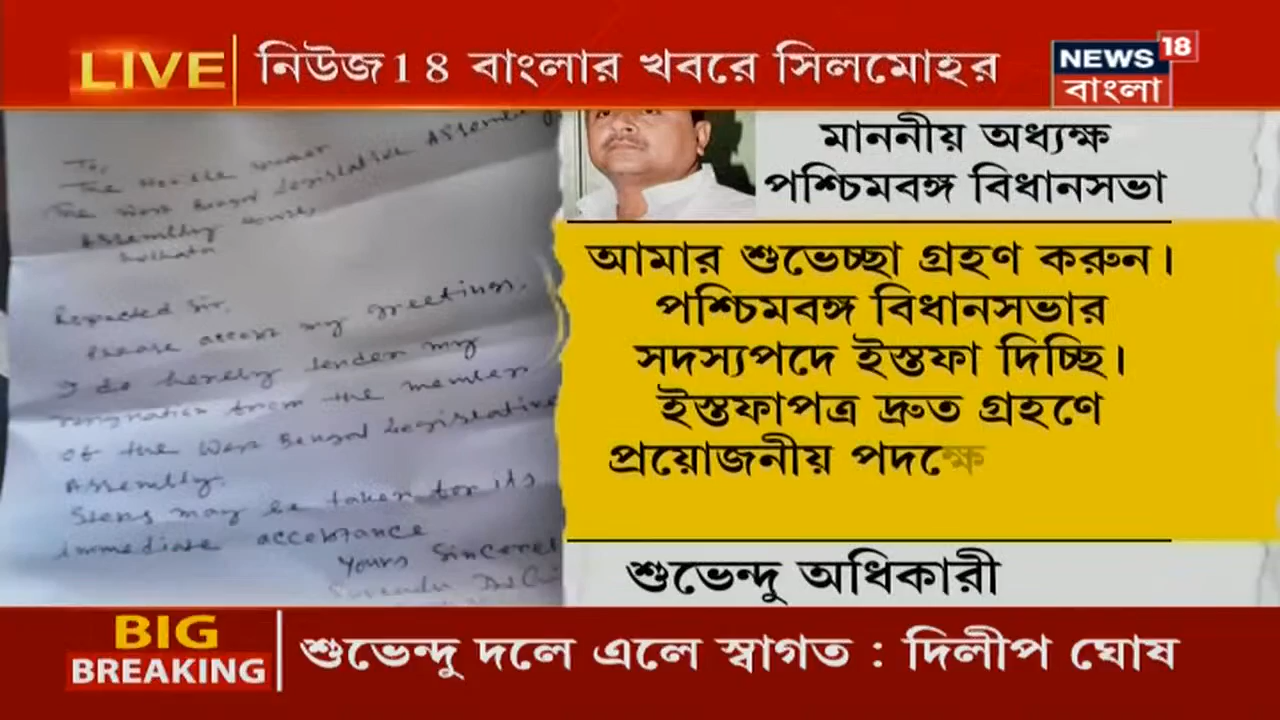 LIVE
নিউজ18 বাংলার খবরে সিলমোহর
NEWS 18
বাংলা
To,
The West Bengal Legislative Assembly
Assembly House,
Kolkata
Respected Sir,
Please accept my greetings.
I do hereby tender my
resignation from the member
of the West Bengal Legislative
Assembly.
Steps may be taken for its
immediate acceptance
Yours
মাননীয় অধ্যক্ষ
পশ্চিমবঙ্গ বিধানসভা
আমার শুভেচ্ছা গ্রহণ করুন।
পশ্চিমবঙ্গ বিধানসভার
সদস্যপদে ইস্তফা দিচ্ছি।
ইস্তফাপত্র দ্রুত গ্রহণে
প্রয়োজনীয় পদক্ষে
শুভেন্দু অধিকারী
BIG
BREAKING
শুভেন্দু দলে এলে স্বাগত : দিলীপ ঘোষ